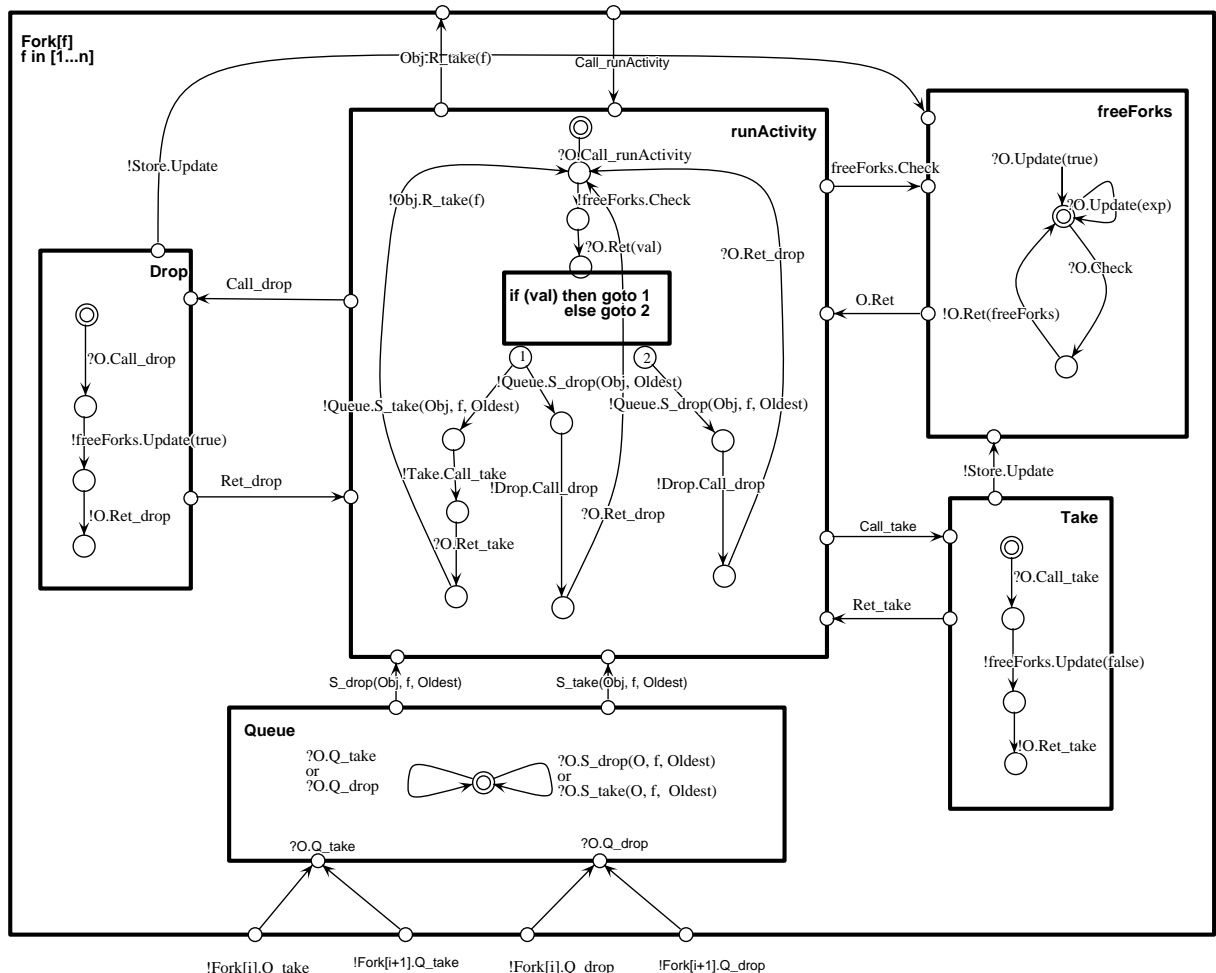 Fork[f]
f in [1...n]
Obj.R_take(f)
Call_runActivity
!Store.Update
runActivity
?O.Call_runActivity
!Obj.R_take(f)
!freeForks.Check
?O.Ret(val)
?O.Ret_drop
if (val) then goto 1
else goto 2
1
2
!Queue.S_drop(Obj, Oldest)
!Queue.S_take(Obj, f, Oldest)
!Queue.S_drop(Obj, f, Oldest)
!Take.Call_take
!Drop.Call_drop
!Drop.Call_drop
?O.Ret_take
?O.Ret_drop
freeForks.Check
O.Ret
freeForks
?O.Update(true)
?O.Update(exp)
?O.Check
!O.Ret(freeForks)
Drop
Call_drop
?O.Call_drop
!freeForks.Update(true)
!O.Ret_drop
Ret_drop
!Store.Update
Call_take
Ret_take
Take
?O.Call_take
!freeForks.Update(false)
!O.Ret_take
S_drop(Obj, f, Oldest)
S_take(Obj, f, Oldest)
Queue
?O.Q_take
or
?O.Q_drop
?O.S_drop(O, f, Oldest)
or
?O.S_take(O, f, Oldest)
?O.Q_take
?O.Q_drop
!Fork[i].Q_take
!Fork[i+1].Q_take
!Fork[i].Q_drop
!Fork[i+1].Q_drop